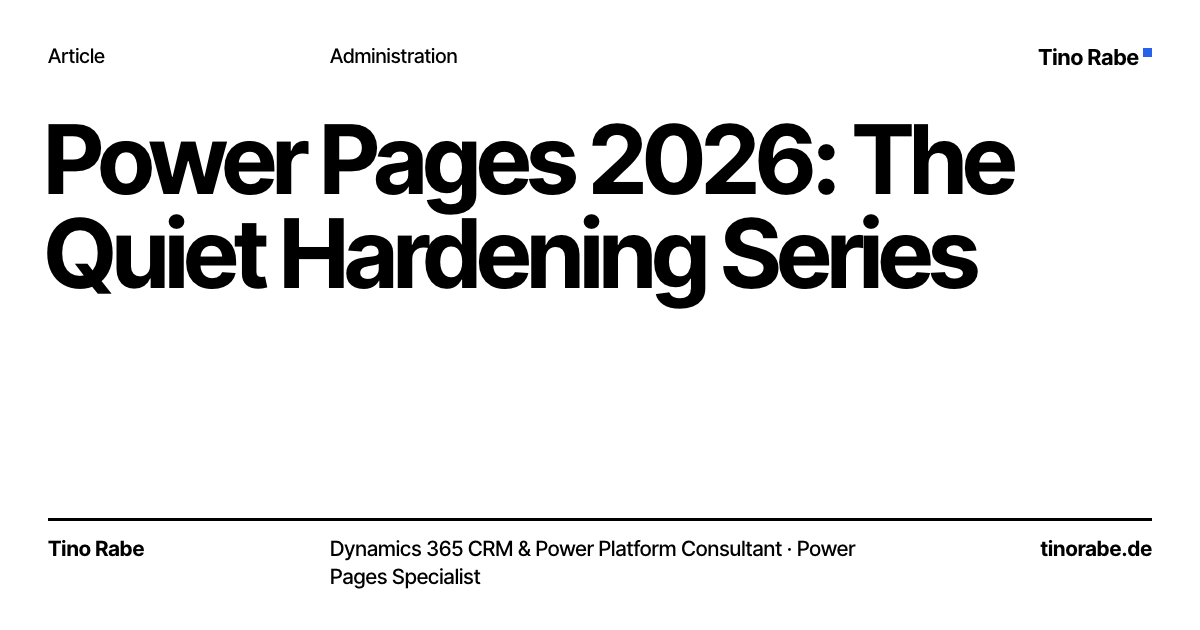 Article
Administration
Tino Rabe
Power Pages 2026: The
Quiet Hardening Series
Tino Rabe
Dynamics 365 CRM & Power Platform Consultant · Power
Pages Specialist
tinorabe.de